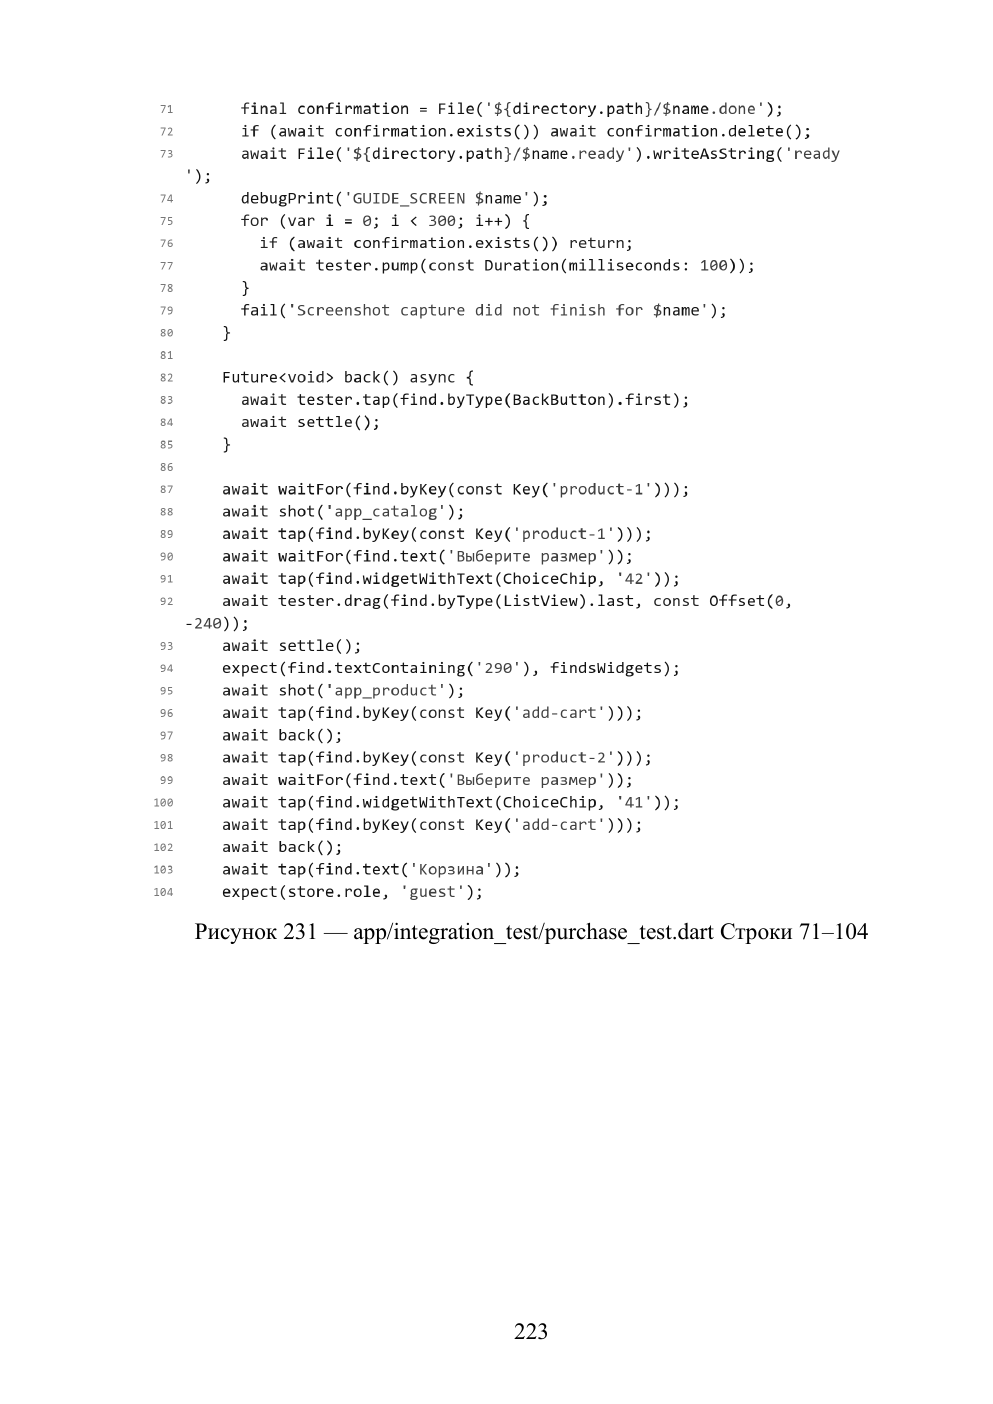 71 final confirmation = File('${directory.path}/$name.done');
72 if (await confirmation.exists()) await confirmation.delete();
73 await File('${directory.path}/$name.ready').writeAsString('ready
');
74 debugPrint('GUIDE_SCREEN $name');
75 for (var i = 0; i < 300; i++) {
76 if (await confirmation.exists()) return;
77 await tester.pump(const Duration(milliseconds: 100));
78 }
79 fail('Screenshot capture did not finish for $name');
80 }
81
82 Future<void> back() async {
83 await tester.tap(find.byType(BackButton).first);
84 await settle();
85 }
86
87 await waitFor(find.byKey(const Key('product-1')));
88 await shot('app_catalog');
89 await tap(find.byKey(const Key('product-1')));
90 await waitFor(find.text('Выберите размер'));
91 await tap(find.widgetWithText(ChoiceChip, '42'));
92 await tester.drag(find.byType(ListView).last, const Offset(0,
-240));
93 await settle();
94 expect(find.textContaining('290'), findsWidgets);
95 await shot('app_product');
96 await tap(find.byKey(const Key('add-cart')));
97 await back();
98 await tap(find.byKey(const Key('product-2')));
99 await waitFor(find.text('Выберите размер'));
100 await tap(find.widgetWithText(ChoiceChip, '41'));
101 await tap(find.byKey(const Key('add-cart')));
102 await back();
103 await tap(find.text('Корзина'));
104 expect(store.role, 'guest');
Рисунок 231 — app/integration_test/purchase_test.dart Строки 71–104
223